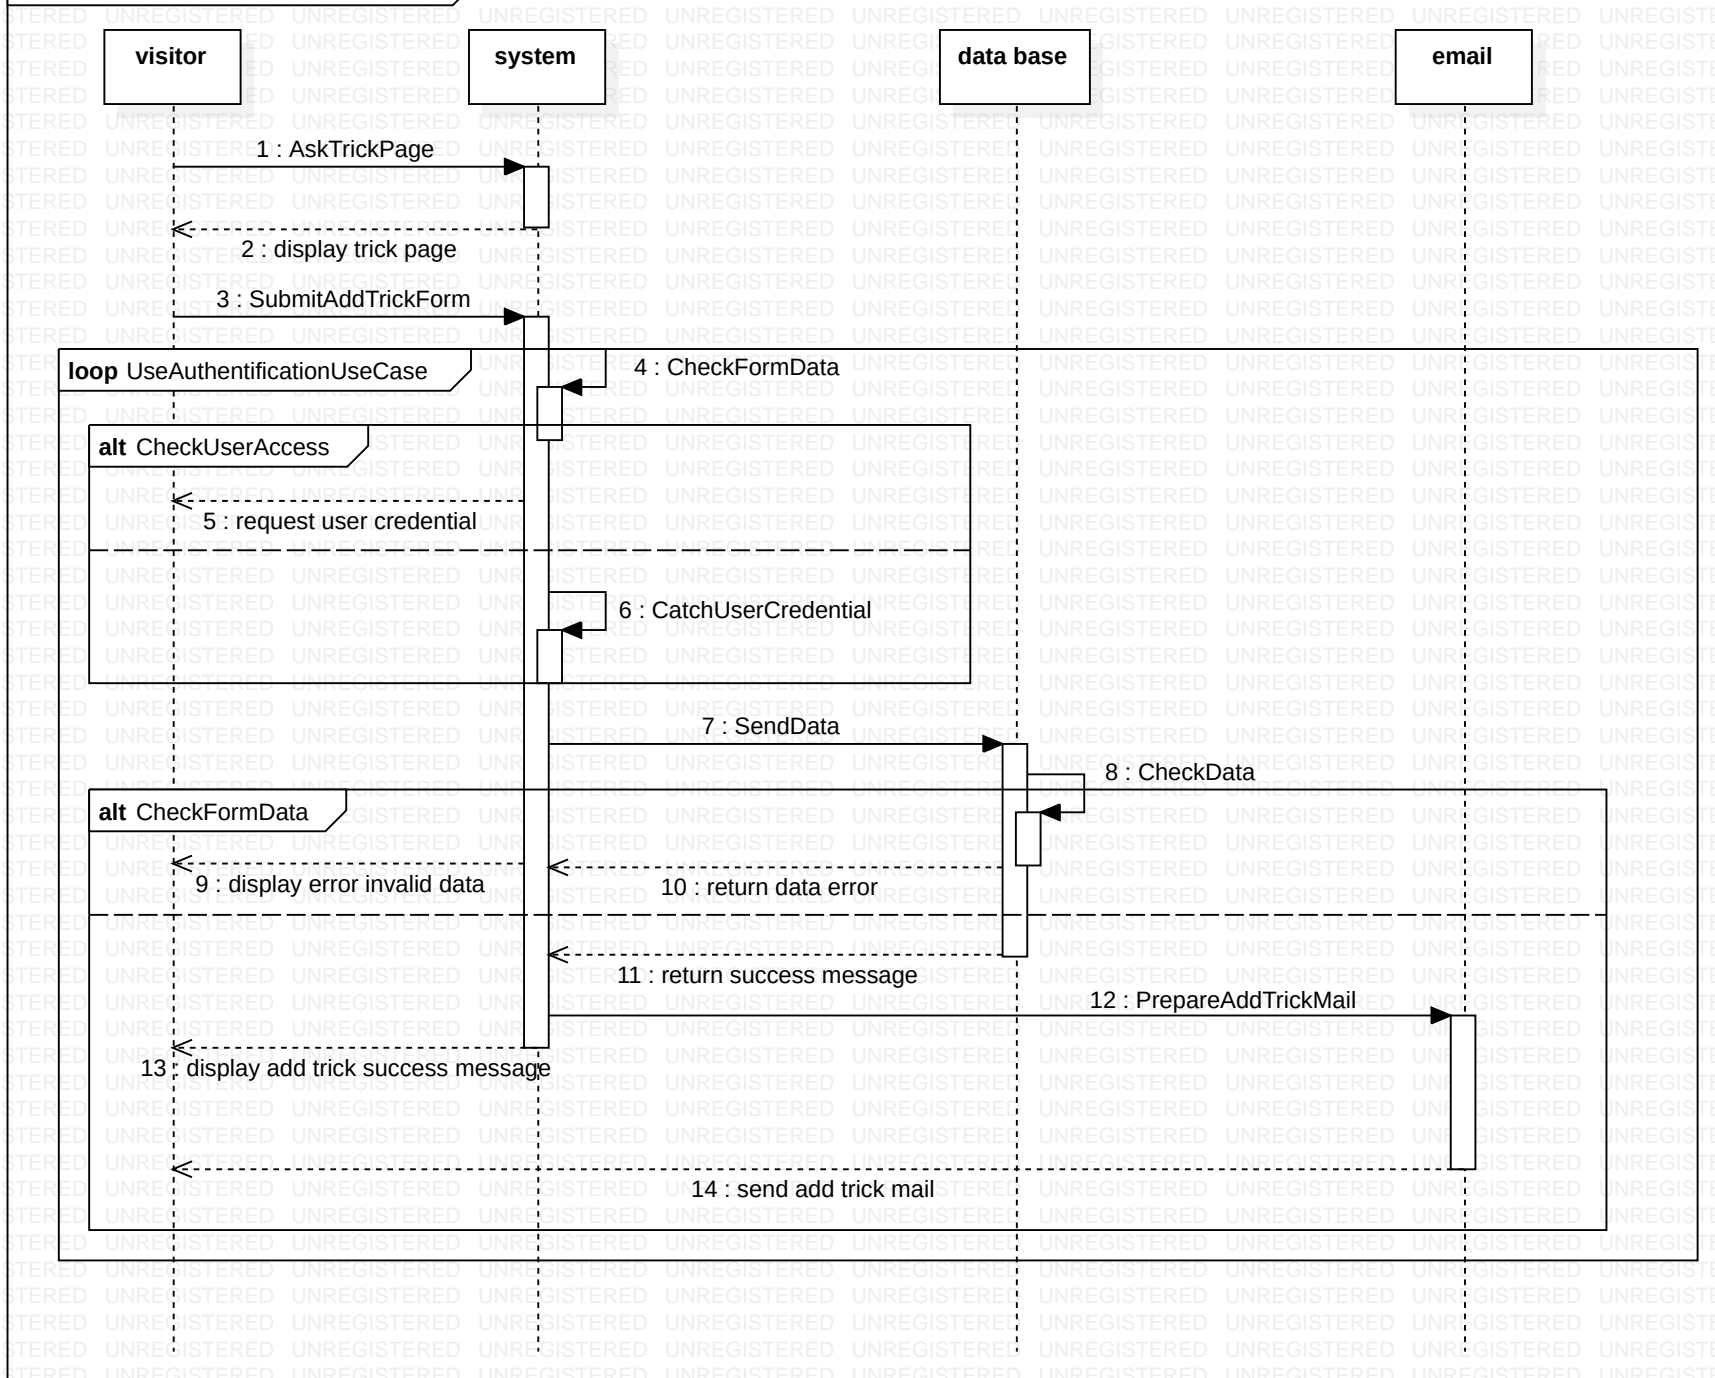 visitor
system
data base
email
1 : AskTrickPage
2 : display trick page
3 : SubmitAddTrickForm
loop UseAuthentificationUseCase
4 : CheckFormData
alt CheckUserAccess
5 : request user credential
6 : CatchUserCredential
7 : SendData
8 : CheckData
alt CheckFormData
9 : display error invalid data
10 : return data error
11 : return success message
12 : PrepareAddTrickMail
13 : display add trick success message
14 : send add trick mail
UNREGISTERED